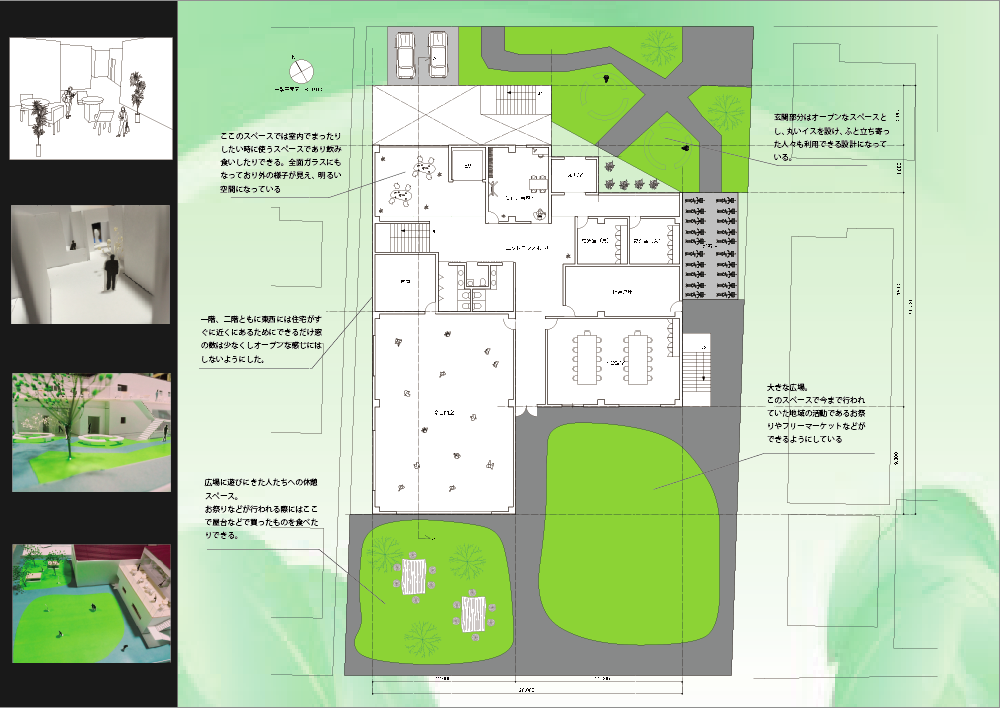 ここのスペースでは室内でまったり
したい時に使うスペースであり飲み
食いしたりできる。全面ガラスにも
なっており外の様子が見え、明るい
空間になっている
玄関部分はオープンなスペースと
し、丸いイスを設け、ふと立ち寄っ
た人々も利用できる設計になって
いる。
一階、二階ともに東西には住宅がす
ぐに近くにあるためにできるだけ窓
の数は少なくしオープンな感じには
しないようにした。
大きな広場。
このスペースで今まで行われ
ていた地域の活動であるお祭
りやフリーマーケットなどが
できるようにしている
広場に遊びにきた人たちへの休憩
スペース。
お祭りなどが行われる際にはここ
で屋台などで買ったものを食べた
りできる。